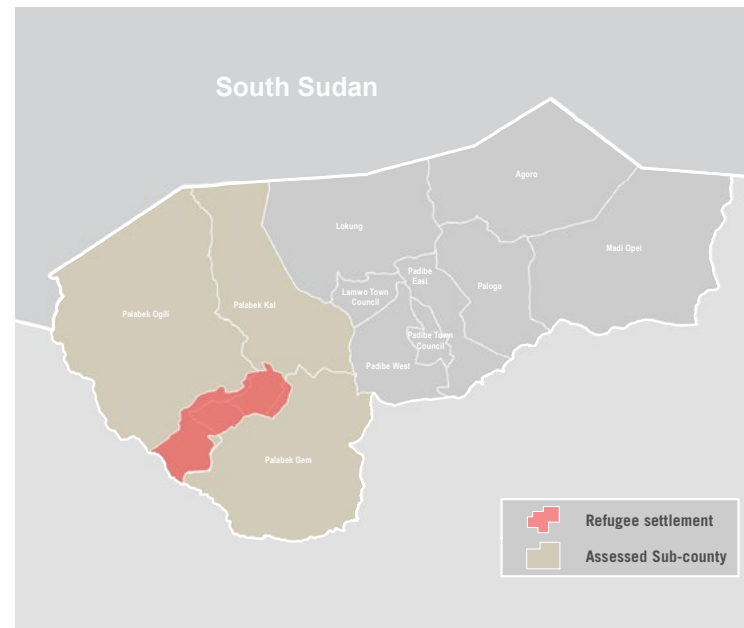 South Sudan
Agoro
Lokung
Madi Opei
Padibe
East
Paloga
Lamwo Town
Council
Palabek Kal
Palabek Ogili
Padibe Town
Council
Padibe West
Palabek Gem
Refugee settlement
Assessed Sub-county